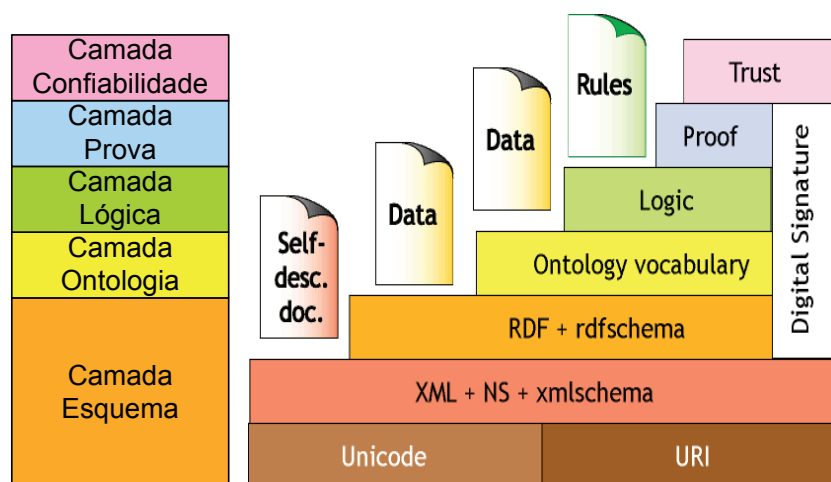 Camada
Confiabilidade
Camada
Prova
Camada
Lógica
Camada
Ontologia
Camada
Esquema
Self-
desc.
doc.
Data
Data
Rules
Trust
Proof
Logic
Ontology vocabulary
RDF + rdfschema
XML + NS + xmlschema
Unicode
URI
Digital Signature